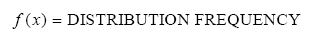 f(x) = DISTRIBUTION FREQUENCY